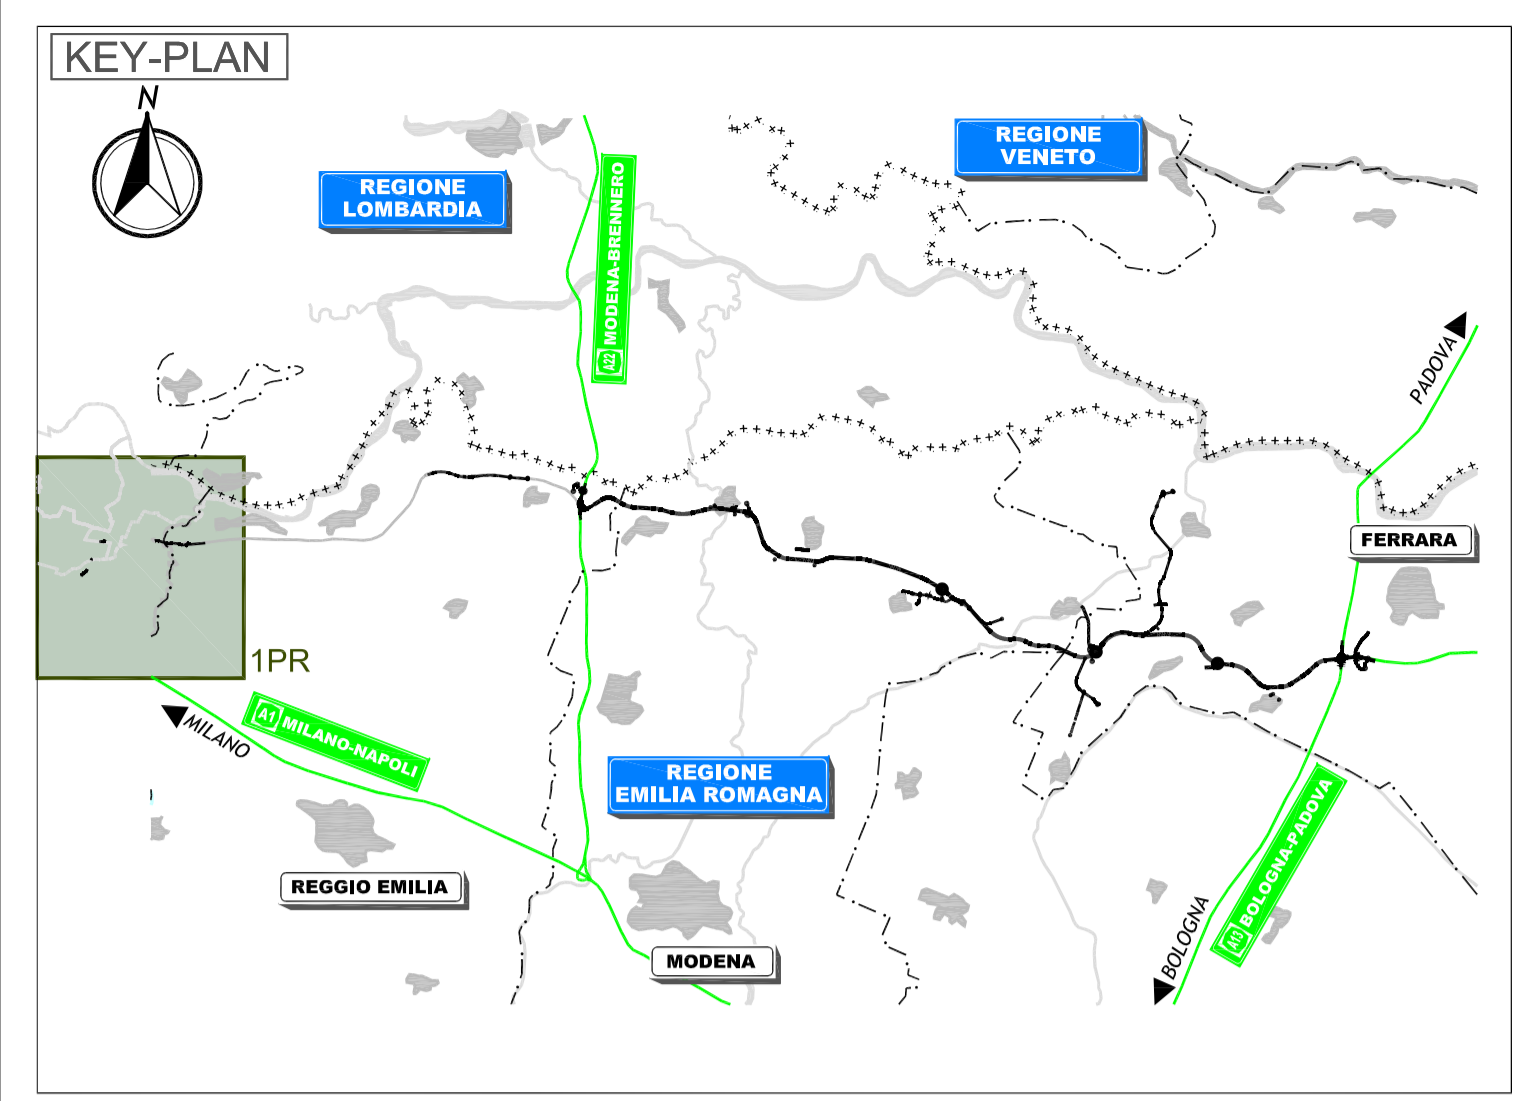 KEY-PLAN
N
REGIONE
VENETO
REGIONE
LOMBARDIA
A22 MODENA-BRENNERO
PADOVA
FERRARA
1PR
MILANO
A1 MILANO-NAPOLI
REGIONE
EMILIA ROMAGNA
A13 BOLOGNA-PADOVA
REGGIO EMILIA
BOLOGNA
MODENA